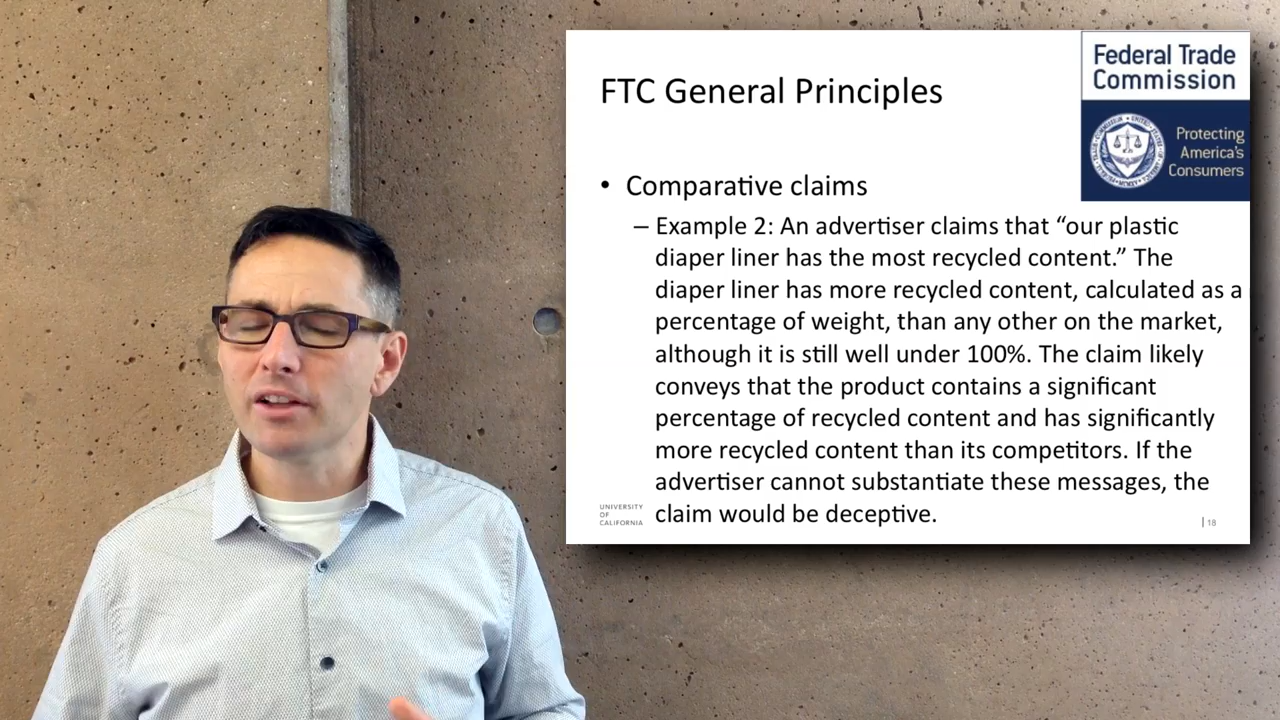 Federal Trade
Commission
Protecting
America's
Consumers
FTC General Principles
• Comparative claims
– Example 2: An advertiser claims that “our plastic
diaper liner has the most recycled content.” The
diaper liner has more recycled content, calculated as a
percentage of weight, than any other on the market,
although it is still well under 100%. The claim likely
conveys that the product contains a significant
percentage of recycled content and has significantly
more recycled content than its competitors. If the
advertiser cannot substantiate these messages, the
claim would be deceptive.
UNIVERSITY
OF
CALIFORNIA
| 18